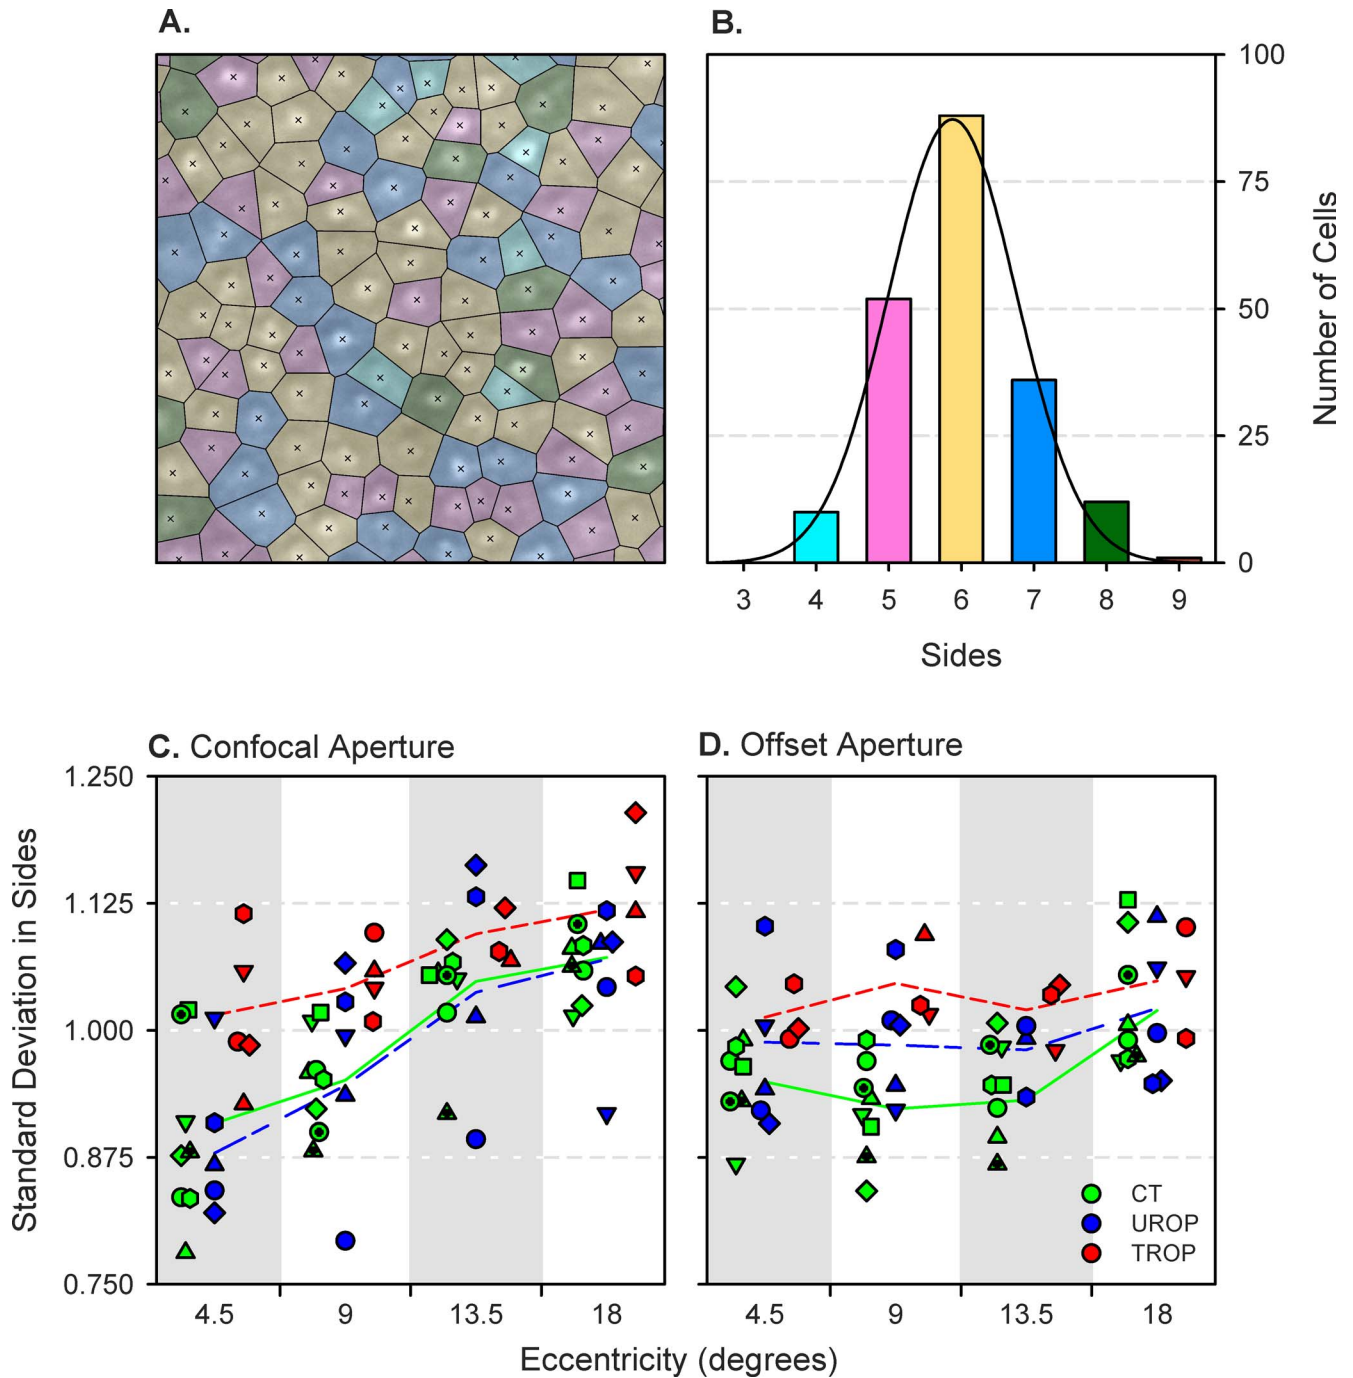 A.
B.
100
75
50
25
0
Number of Cells
3 4 5 6 7 8 9
Sides
C. Confocal Aperture
D. Offset Aperture
1.250
1.125
1.000
0.875
0.750
Standard Deviation in Sides
CT
UROP
TROP
4.5 9 13.5 18
4.5 9 13.5 18
Eccentricity (degrees)